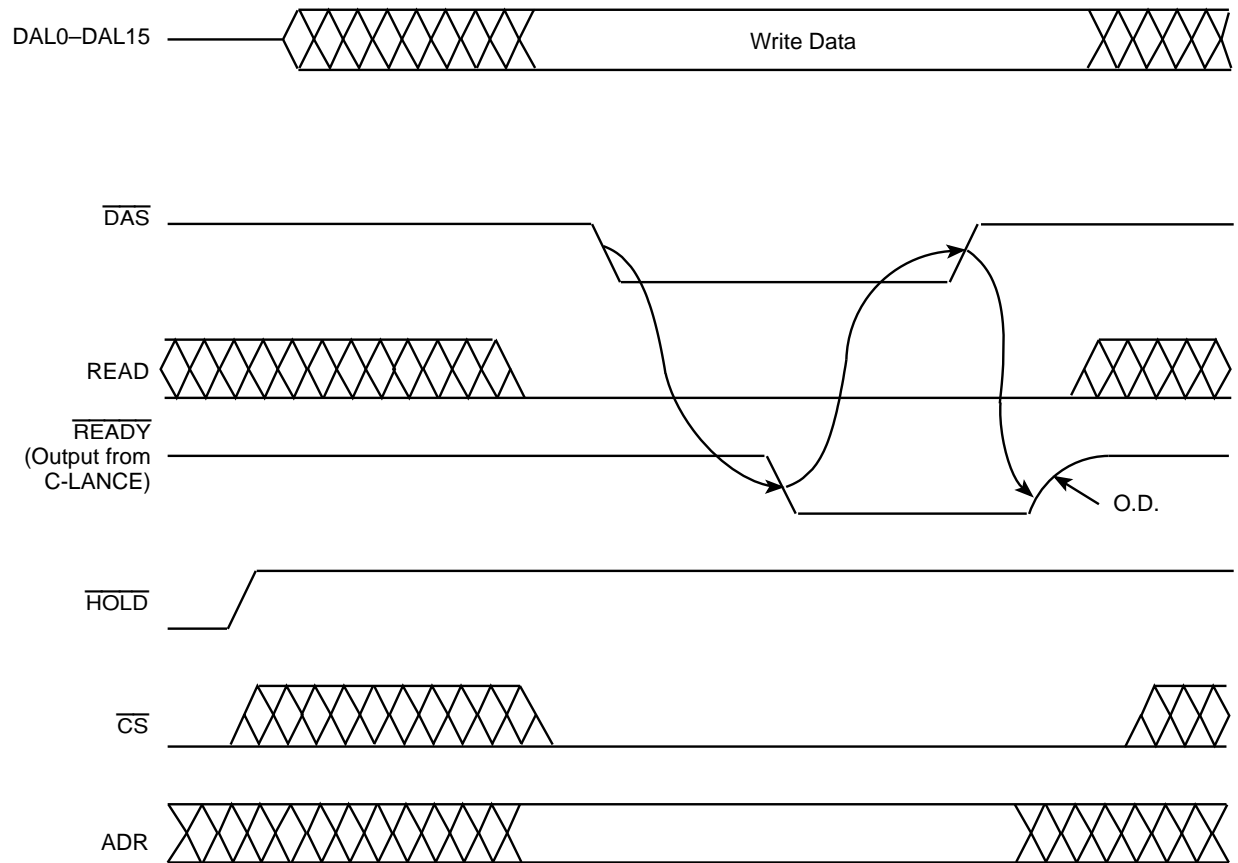 DAL0–DAL15
Write Data
DAS
READ
READY
(Output from
C-LANCE)
O.D.
HOLD
CS
ADR